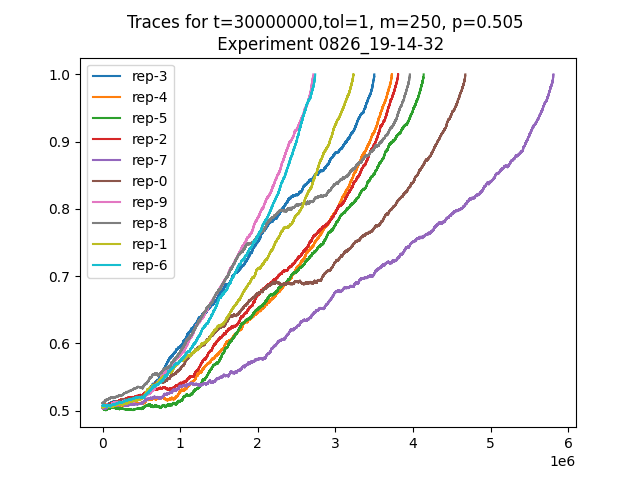 Traces for t=30000000,tol=1, m=250, p=0.505
Experiment 0826_19-14-32
1.0
0.9
0.8
0.7
0.6
0.5
rep-3
rep-4
rep-5
rep-2
rep-7
rep-0
rep-9
rep-8
rep-1
rep-6
0 1 2 3 4 5 6
1e6